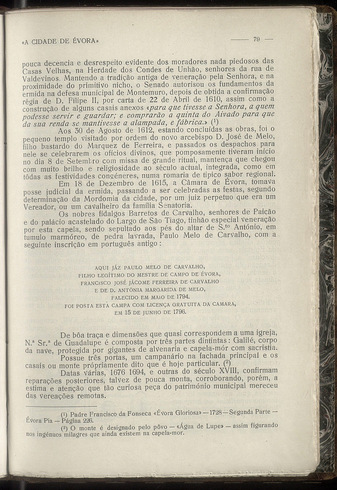 «A CIDADE DE ÉVORA» 79 —
pouca decencia e desrespeito evidente dos moradores nada piedosos das
Casas Velhas, na Herdade dos Condes de Unhão, senhores da rua de
Valdevinos. Mantendo a tradição antiga de veneração pela Senhora, e na
proximidade do primitivo nicho, o Senado autorisou os fundamentos da
ermida na defesa municipal de Montemuro, depois de obtida a confirmação
régia de D. Filipe II, por carta de 22 de Abril de 1610, assim como a
construção de alguns casais anexos «para que tivesse a Senhora, a quem
podesse servir e guardar; e comprarão a quinta do Aivado para que
da sua renda se mantivesse a alampada, e fábrica.» (¹)
Aos 30 de Agosto de 1612, estando concluídas as obras, foi o
pequeno templo visitado por ordem do novo arcebispo D. José de Melo,
filho bastardo do Marquez de Ferreira, e passados os despachos para
nele se celebrarem os ofícios divinos, que pomposamente tiveram início
no dia 8 de Setembro com missa de grande ritual, mantença que chegou
com muito brilho e religiosidade ao século actual, integrada, como em
tôdas as festividades congéneres, numa romaria de típico sabor regional.
Em 18 de Dezembro de 1615, a Câmara de Évora, tomava
posse judicial da ermida, passando a ser celebradas as festas, segundo
determinação da Mordomia da cidade, por um juiz perpetuo que era um
Vereador, ou um cavalheiro da família Senatoria.
Os nobres fidalgos Barretos de Carvalho, senhores de Paicão
e do palácio acastelado do Largo de São Tiago, tinhão especial veneração
por esta capela, sendo sepultado aos pés do altar de S.ᵗᵒ António, em
tamulo marmóreo, de pedra lavrada, Paulo Melo de Carvalho, com a
seguinte inscrição em português antigo:
AQUI JÁZ PAULO MELO DE CARVALHO,
FILHO LEGÍTIMO DO MESTRE DE CAMPO DE ÉVORA,
FRANCISCO JOSÉ JÁCOME FERREIRA DE CARVALHO
E DE D. ANTÓNIA MARGARIDA DE MELO,
FALECIDO EM MAIO DE 1794.
FOI POSTA ESTA CAMPA COM LICENÇA GRATUITA DA CAMARA,
EM 15 DE JUNHO DE 1796.
De bôa traça e dimensões que quasi correspondem a uma igreja,
N.ª Sr.ª de Guadalupe é composta por três partes distintas: Galilé, corpo
da nave, protegida por gigantes de alvenaria e capela-mór com sacristia.
Possue três portas, um campanário na fachada principal e os
casais ou monte própriamente dito que é hoje particular. (²)
Datas várias, 1676 1694, e outras do século XVIII, confirmam
reparações posteriores, talvez de pouca monta, corroborando, porém, a
estima e atenção que tão curiosa peça do património municipal mereceu
das vereações remotas.
(¹) Padre Francisco da Fonseca «Évora Gloriosa» — 1728 — Segunda Parte —
Évora Pia — Página 226.
(²) O monte é designado pelo pôvo — «Água de Lupe» — assim figurando
nos ingénuos milagres que ainda existem na capela-mor.